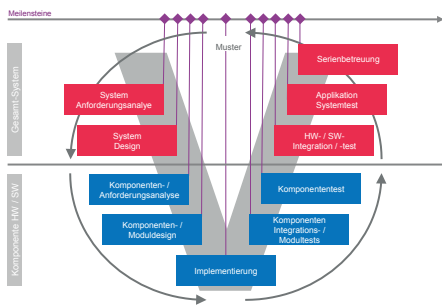 Meilensteine
Muster
Serienbetreuung
System
Anforderungsanalyse
Applikation
Systemtest
System
Design
HW- / SW-
Integration / -test
Gesamt-System
Komponenten- /
Anforderungsanalyse
Komponententest
Komponenten- /
Moduldesign
Komponenten
Integrations- /
Modultests
Implementierung
Komponente HW / SW